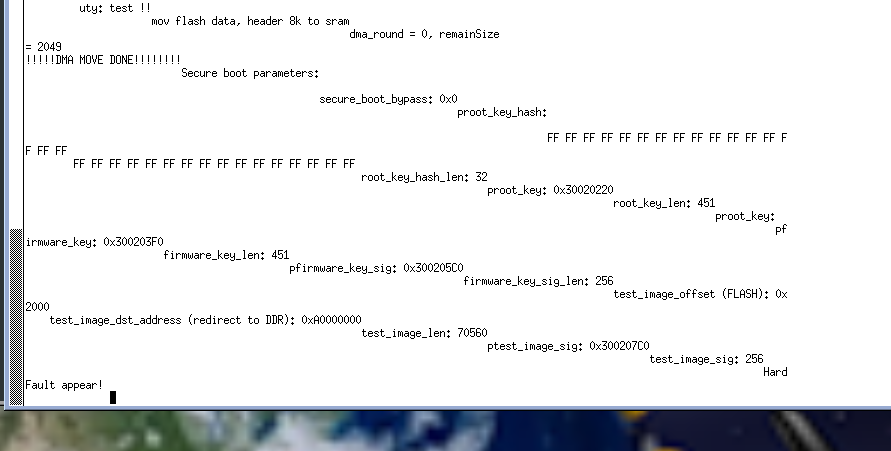 uty: test !!
mov flash data, header 8k to sram
dma_round = 0, remainSize
= 2049
!!!!!DMA MOVE DONE!!!!!!!!
Secure boot parameters:
secure_boot_bypass: 0x0
proot_key_hash:
FF FF FF FF FF FF FF FF FF FF FF FF FF F
F FF FF
FF FF FF FF FF FF FF FF FF FF FF FF FF FF FF FF
root_key_hash_len: 32
proot_key: 0x30020220
root_key_len: 451
proot_key:
pf
irmware_key: 0x300203F0
firmware_key_len: 451
pfirmware_key_sig: 0x300205C0
firmware_key_sig_len: 256
test_image_offset (FLASH): 0x
2000
test_image_dst_address (redirect to DDR): 0xA0000000
test_image_len: 70560
ptest_image_sig: 0x300207C0
test_image_sig: 256
Hard
Fault appear!